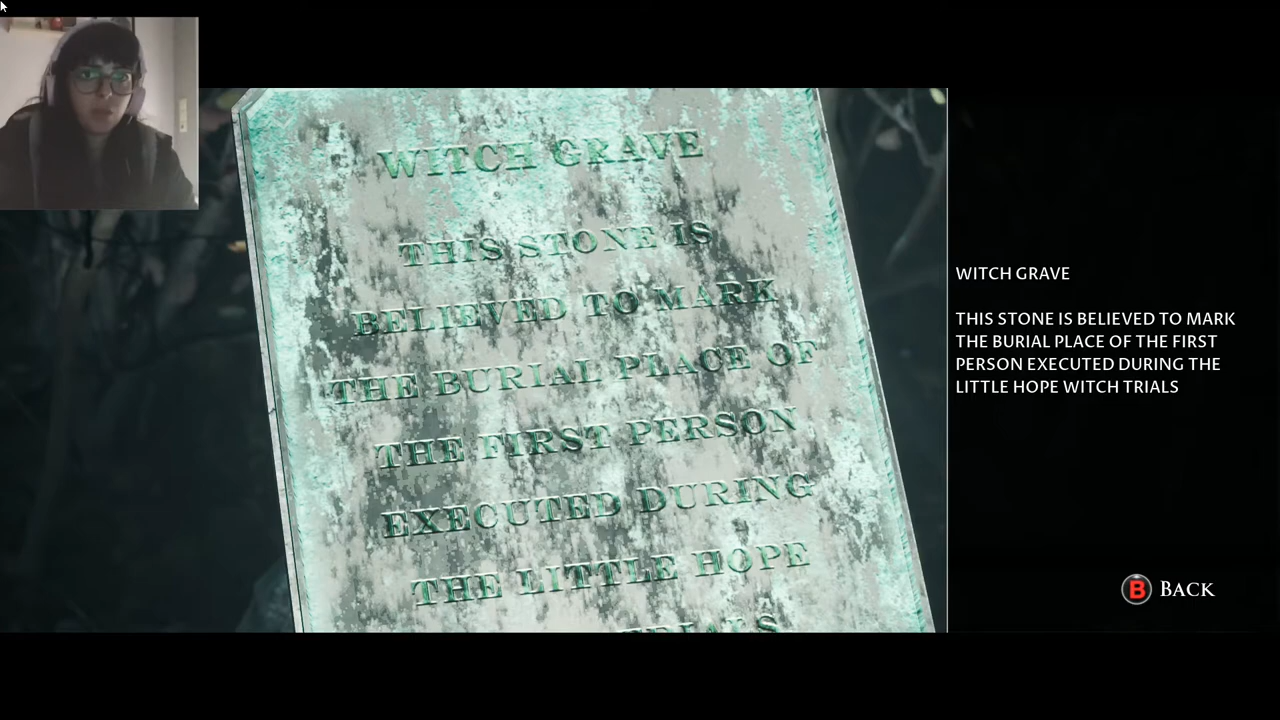 WITCH GRAVE
THIS STONE IS
BELIEVED TO MARK
THE BURIAL PLACE OF
THE FIRST PERSON
EXECUTED DURING
THE LITTLE HOPE
TRIALS
WITCH GRAVE
THIS STONE IS BELIEVED TO MARK
THE BURIAL PLACE OF THE FIRST
PERSON EXECUTED DURING THE
LITTLE HOPE WITCH TRIALS
B BACK